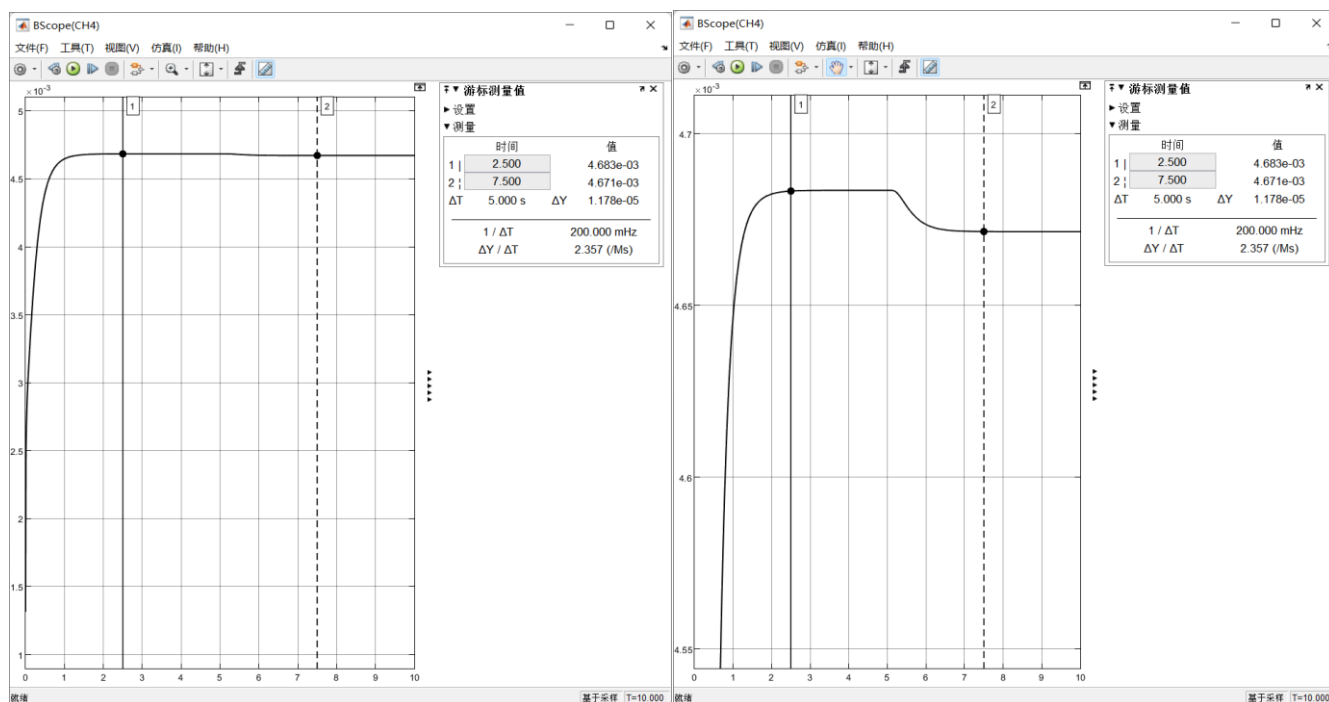 BScope(CH4)
文件(F) 工具(T) 视图(V) 仿真(I) 帮助(H)
×10⁻³
5
4.5
4
3.5
3
2.5
2
1.5
1
0 1 2 3 4 5 6 7 8 9 10
1
2
游标测量值
设置
测量
时间 值
1 | 2.500 4.683e-03
2 ¦ 7.500 4.671e-03
ΔT 5.000 s ΔY 1.178e-05
1 / ΔT 200.000 mHz
ΔY / ΔT 2.357 (/Ms)
就绪
基于采样 T=10.000
BScope(CH4)
文件(F) 工具(T) 视图(V) 仿真(I) 帮助(H)
×10⁻³
4.7
4.65
4.6
4.55
0 1 2 3 4 5 6 7 8 9 10
1
2
游标测量值
设置
测量
时间 值
1 | 2.500 4.683e-03
2 ¦ 7.500 4.671e-03
ΔT 5.000 s ΔY 1.178e-05
1 / ΔT 200.000 mHz
ΔY / ΔT 2.357 (/Ms)
就绪
基于采样 T=10.000